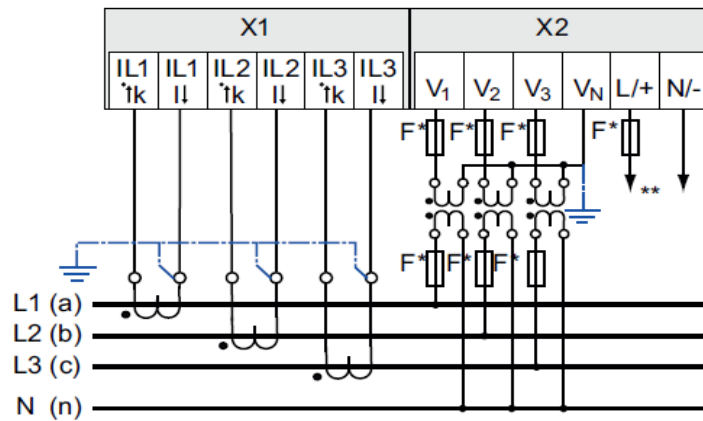 X1 X2
IL1 IL1 IL2 IL2 IL3 IL3
↑k I↓ ↑k I↓ ↑k I↓ V1 V2 V3 VN L/+ N/-
F* F* F* F*
**
F* F* F*
L1 (a)
L2 (b)
L3 (c)
N (n)